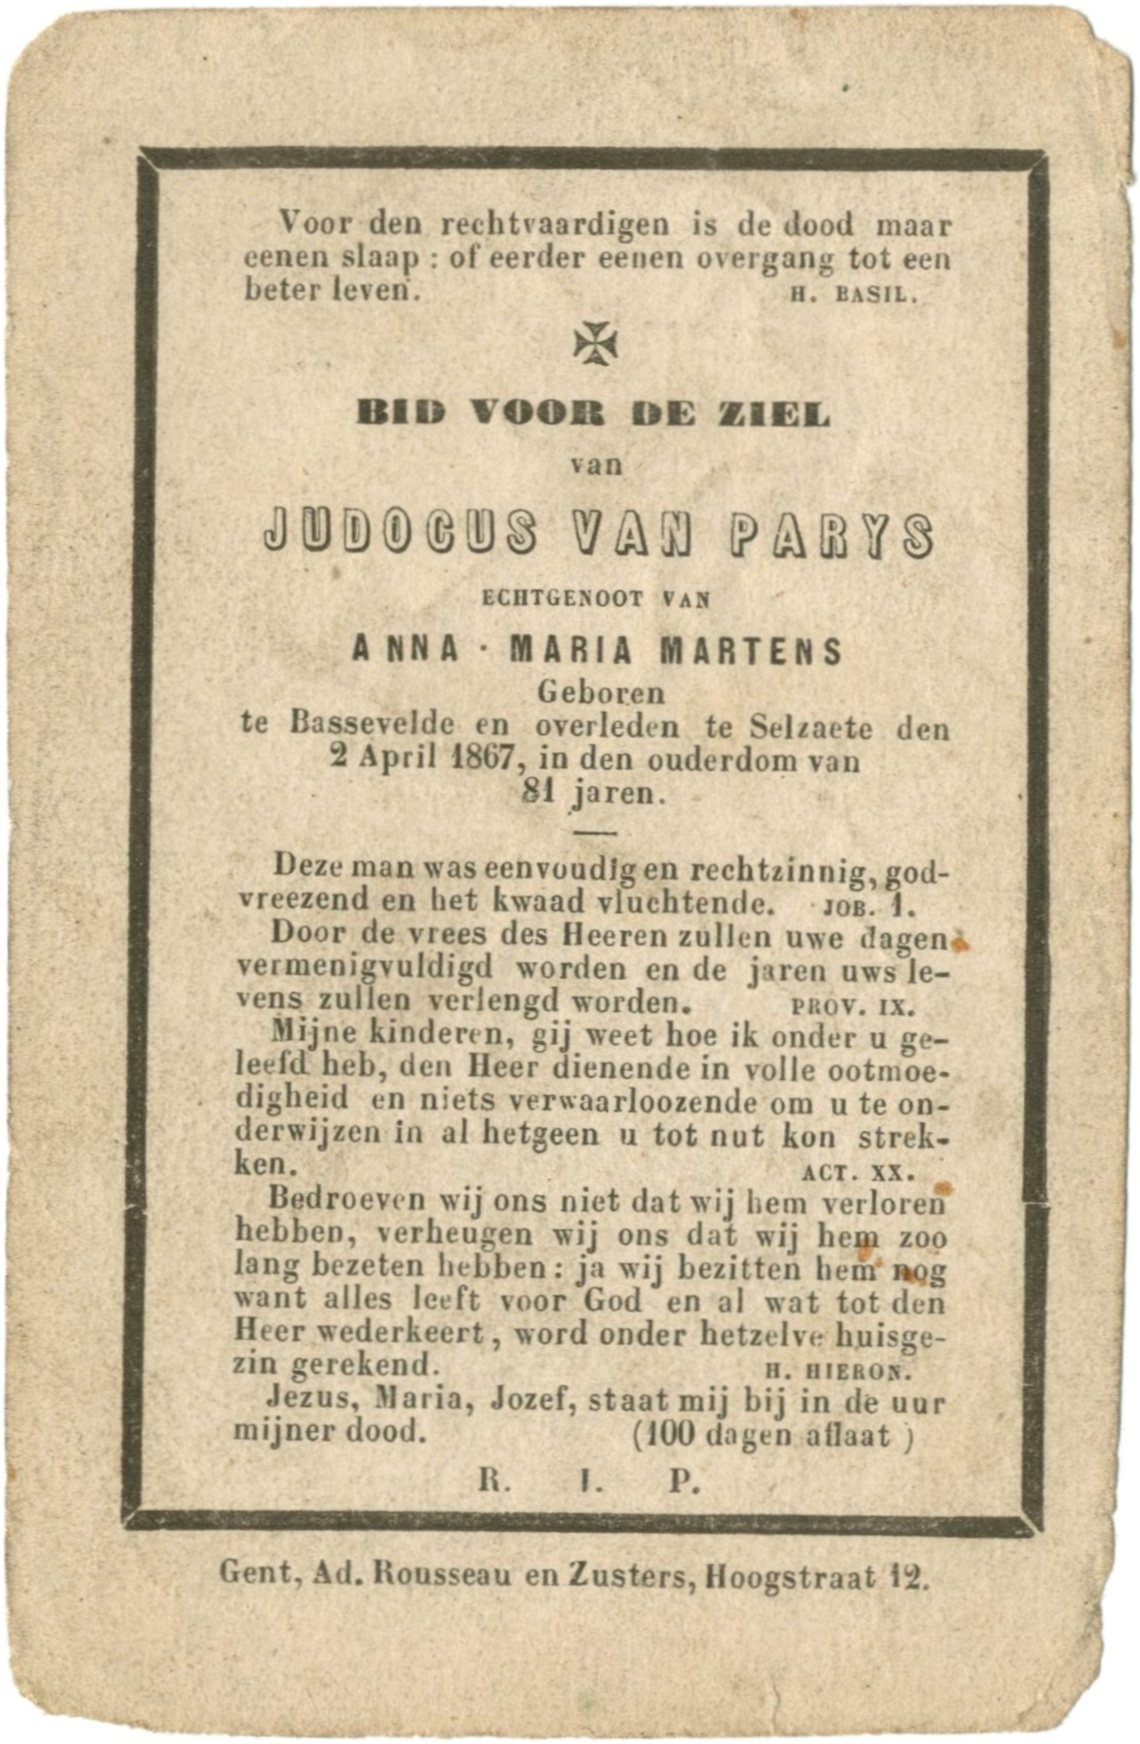 Voor den rechtvaardigen is de dood maar
eenen slaap : of eerder eenen overgang tot een
beter leven. H. BASIL.
BID VOOR DE ZIEL
van
JUDOCUS VAN PARYS
ECHTGENOOT VAN
ANNA - MARIA MARTENS
Geboren
te Bassevelde en overleden te Selzaete den
2 April 1867, in den ouderdom van
81 jaren.
Deze man was eenvoudig en rechtzinnig, god-
vreezend en het kwaad vluchtende. JOB. 1.
Door de vrees des Heeren zullen uwe dagen
vermenigvuldigd worden en de jaren uws le-
vens zullen verlengd worden. PROV. IX.
Mijne kinderen, gij weet hoe ik onder u ge-
leefd heb, den Heer dienende in volle ootmoe-
digheid en niets verwaarloozende om u te on-
derwijzen in al hetgeen u tot nut kon strek-
ken. ACT. XX.
Bedroeven wij ons niet dat wij hem verloren
hebben, verheugen wij ons dat wij hem zoo
lang bezeten hebben : ja wij bezitten hem nog
want alles leeft voor God en al wat tot den
Heer wederkeert, word onder hetzelve huisge-
zin gerekend. H. HIERON.
Jezus, Maria, Jozef, staat mij bij in de uur
mijner dood. (100 dagen aflaat )
R. I. P.
Gent, Ad. Rousseau en Zusters, Hoogstraat 12.